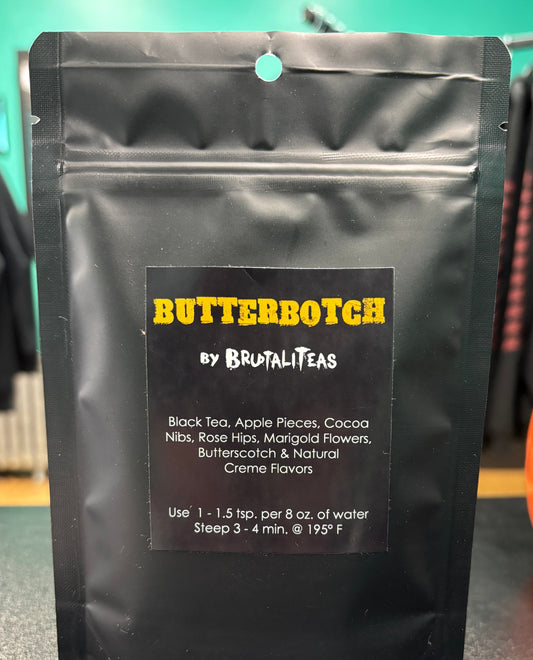 BUTTERBOTCH
BY BRUTALITEAS
Black Tea, Apple Pieces, Cocoa
Nibs, Rose Hips, Marigold Flowers,
Butterscotch & Natural
Creme Flavors
Use 1 - 1.5 tsp. per 8 oz. of water
Steep 3 - 4 min. @ 195° F